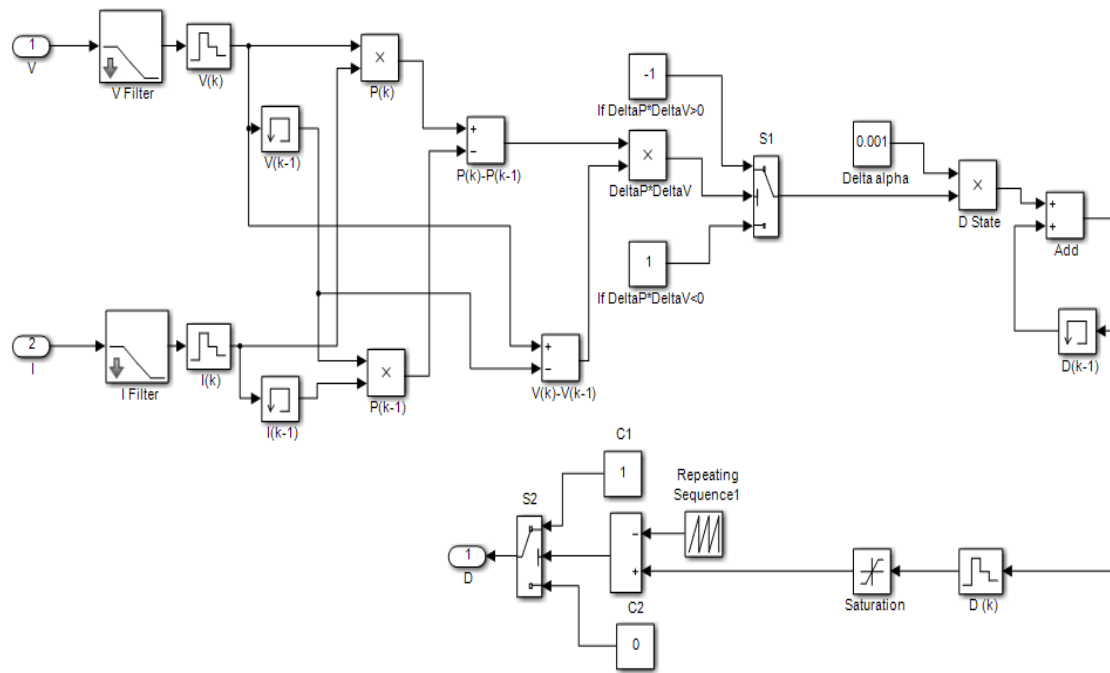 1
V
V Filter
V(k)
V(k-1)
×
P(k)
+
−
P(k)-P(k-1)
-1
If DeltaP*DeltaV>0
×
DeltaP*DeltaV
1
If DeltaP*DeltaV<0
S1
0.001
Delta alpha
×
D State
+
+
Add
D(k-1)
2
I
I Filter
I(k)
I(k-1)
×
P(k-1)
+
−
V(k)-V(k-1)
C1
1
Repeating
Sequence1
S2
1
D
−
+
C2
0
Saturation
D (k)